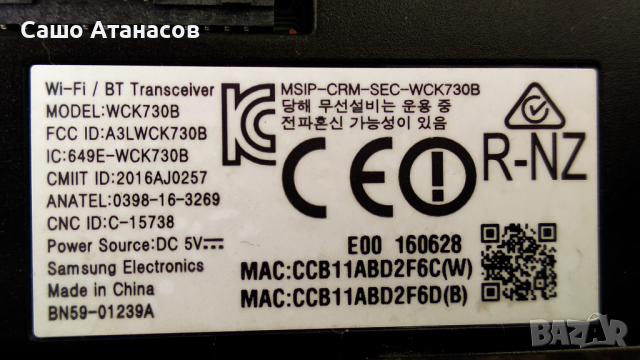 Сашо Атанасов
Wi-Fi / BT Transceiver
MODEL:WCK730B
FCC ID:A3LWCK730B
IC:649E-WCK730B
CMIIT ID:2016AJ0257
ANATEL:0398-16-3269
CNC ID:C-15738
Power Source:DC 5V
Samsung Electronics
Made in China
BN59-01239A
MSIP-CRM-SEC-WCK730B
당해 무선설비는 운용 중
전파혼신 가능성이 있음
CE
R-NZ
E00 160628
MAC:CCB11ABD2F6C(W)
MAC:CCB11ABD2F6D(B)
BAZAR